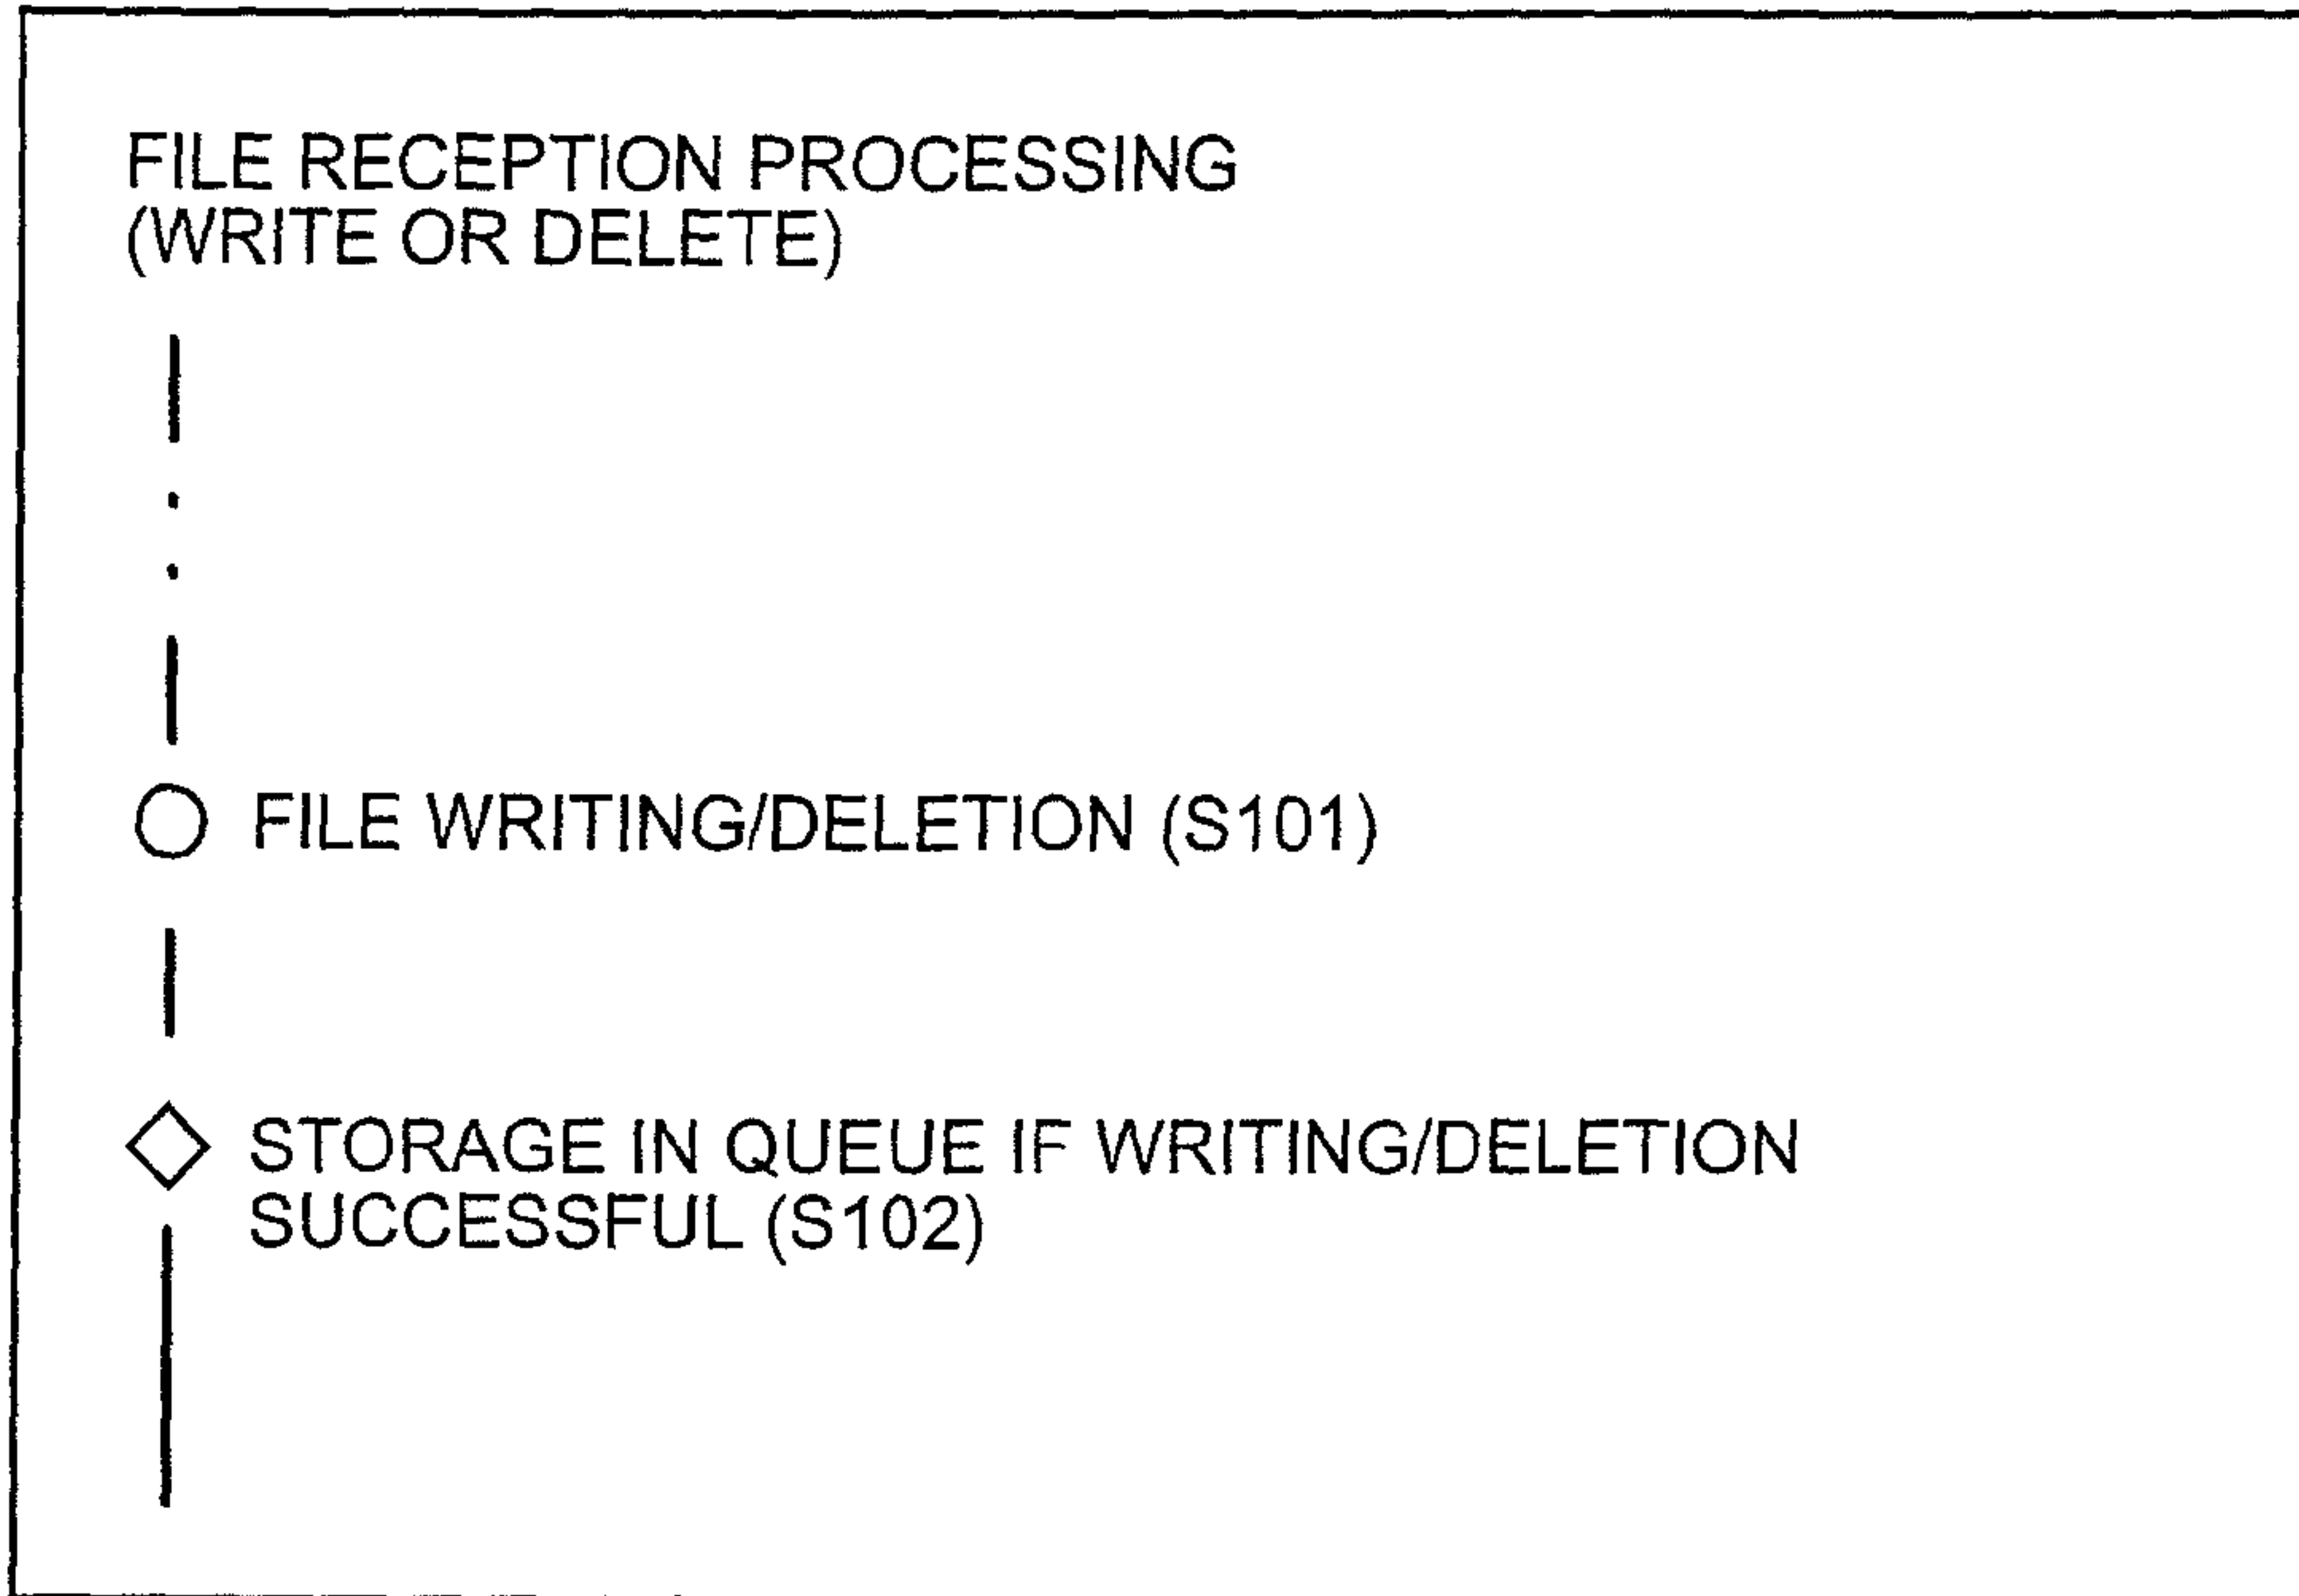 FILE RECEPTION PROCESSING
(WRITE OR DELETE)
FILE WRITING/DELETION (S101)
STORAGE IN QUEUE IF WRITING/DELETION
SUCCESSFUL (S102)